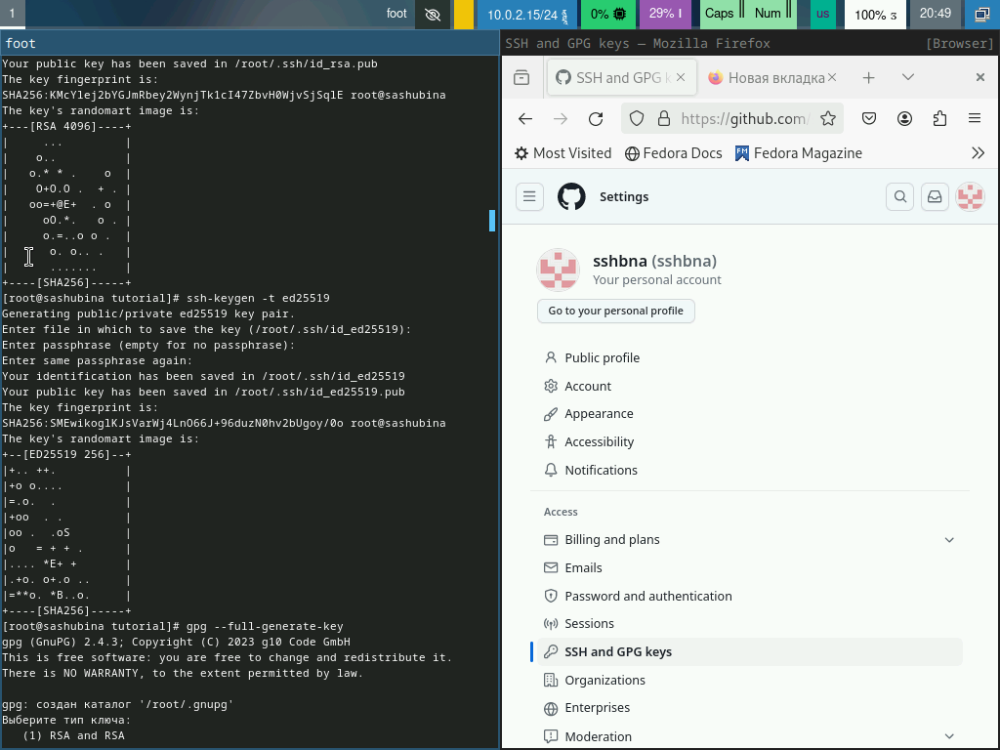 1
foot
10.0.2.15/24
0%
29%
Caps
Num
us
100%
20:49
foot
Your public key has been saved in /root/.ssh/id_rsa.pub
The key fingerprint is:
SHA256:KMcYlej2bYGJmRbey2WynjTk1cI47ZbvH0WjvSjSqlE root@sashubina
The key's randomart image is:
+---[RSA 4096]----+
|     ...         |
|    o..          |
|   o.* * .    o  |
|    O+O.O .  + . |
|   oo=+@E+  . o  |
|     oO.*.   o . |
|     o.=..o o .  |
|      o. o.. .   |
|      .......    |
+----[SHA256]-----+
[root@sashubina tutorial]# ssh-keygen -t ed25519
Generating public/private ed25519 key pair.
Enter file in which to save the key (/root/.ssh/id_ed25519):
Enter passphrase (empty for no passphrase):
Enter same passphrase again:
Your identification has been saved in /root/.ssh/id_ed25519
Your public key has been saved in /root/.ssh/id_ed25519.pub
The key fingerprint is:
SHA256:SMEwikoglKJsVarWj4LnO66J+96duzN0hv2bUgoy/0o root@sashubina
The key's randomart image is:
+--[ED25519 256]--+
|+.. ++.          |
|+o o....         |
|=.o.  .          |
|+oo  . .         |
|oo .  .oS        |
|o   = + + .      |
|.... *E+ +       |
|.+o. o+.o ..     |
|=**o. *B..o.     |
+----[SHA256]-----+
[root@sashubina tutorial]# gpg --full-generate-key
gpg (GnuPG) 2.4.3; Copyright (C) 2023 g10 Code GmbH
This is free software: you are free to change and redistribute it.
There is NO WARRANTY, to the extent permitted by law.
gpg: создан каталог '/root/.gnupg'
Выберите тип ключа:
(1) RSA and RSA
SSH and GPG keys — Mozilla Firefox
[Browser]
SSH and GPG k
Новая вкладка
https://github.com/
Most Visited
Fedora Docs
FM
Fedora Magazine
Settings
sshbna (sshbna)
Your personal account
Go to your personal profile
Public profile
Account
Appearance
Accessibility
Notifications
Access
Billing and plans
Emails
Password and authentication
Sessions
SSH and GPG keys
Organizations
Enterprises
Moderation